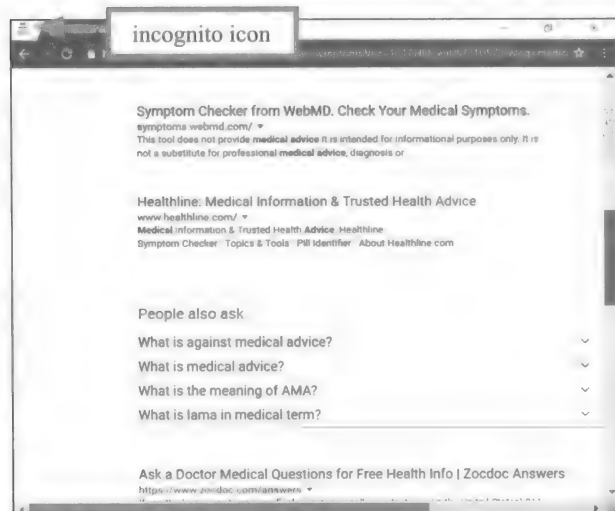 incognito icon
Symptom Checker from WebMD. Check Your Medical Symptoms.
symptoms.webmd.com/
This tool does not provide medical advice It is intended for informational purposes only. It is
not a substitute for professional medical advice, diagnosis or
Healthline: Medical Information & Trusted Health Advice
www.healthline.com/
Medical Information & Trusted Health Advice Healthline
Symptom Checker Topics & Tools Pill Identifier About Healthline.com
People also ask
What is against medical advice?
What is medical advice?
What is the meaning of AMA?
What is lama in medical term?
Ask a Doctor Medical Questions for Free Health Info | Zocdoc Answers
https://www.zocdoc.com/answers